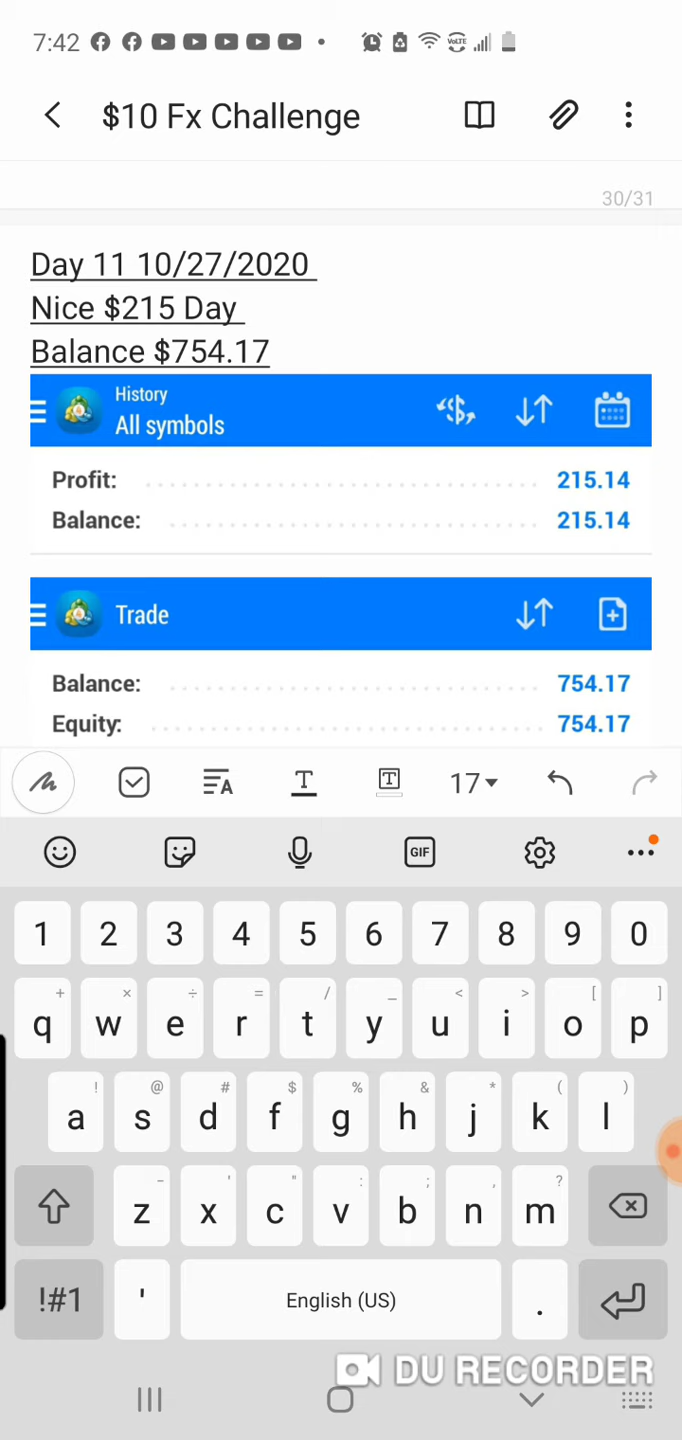 7:42
$10 Fx Challenge
30/31
Day 11 10/27/2020
Nice $215 Day
Balance $754.17
History
All symbols
Profit: 215.14
Balance: 215.14
Trade
Balance: 754.17
Equity: 754.17
17
GIF
1 2 3 4 5 6 7 8 9 0
+ × ÷ = / _ < > [ ]
q w e r t y u i o p
! @ # $ % & * ( )
a s d f g h j k l
- ' " : ; , ?
z x c v b n m
!#1 ' English (US) .
DU RECORDER